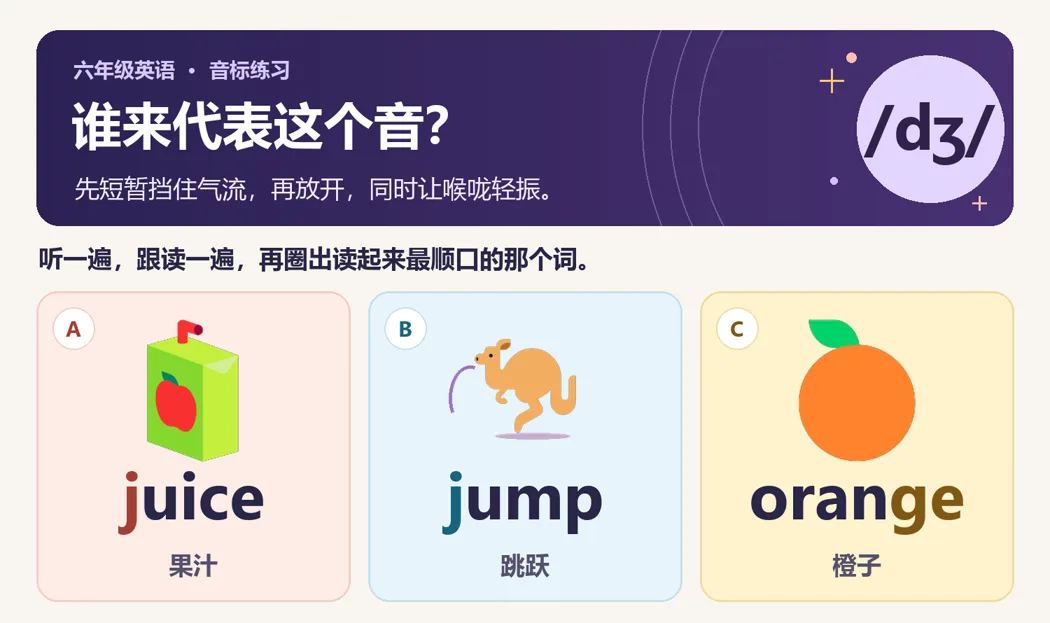 六年级英语 • 音标练习
谁来代表这个音？
先短暂挡住气流，再放开，同时让喉咙轻振。
/dʒ/
听一遍，跟读一遍，再圈出读起来最顺口的那个词。
A
juice
果汁
B
jump
跳跃
C
orange
橙子